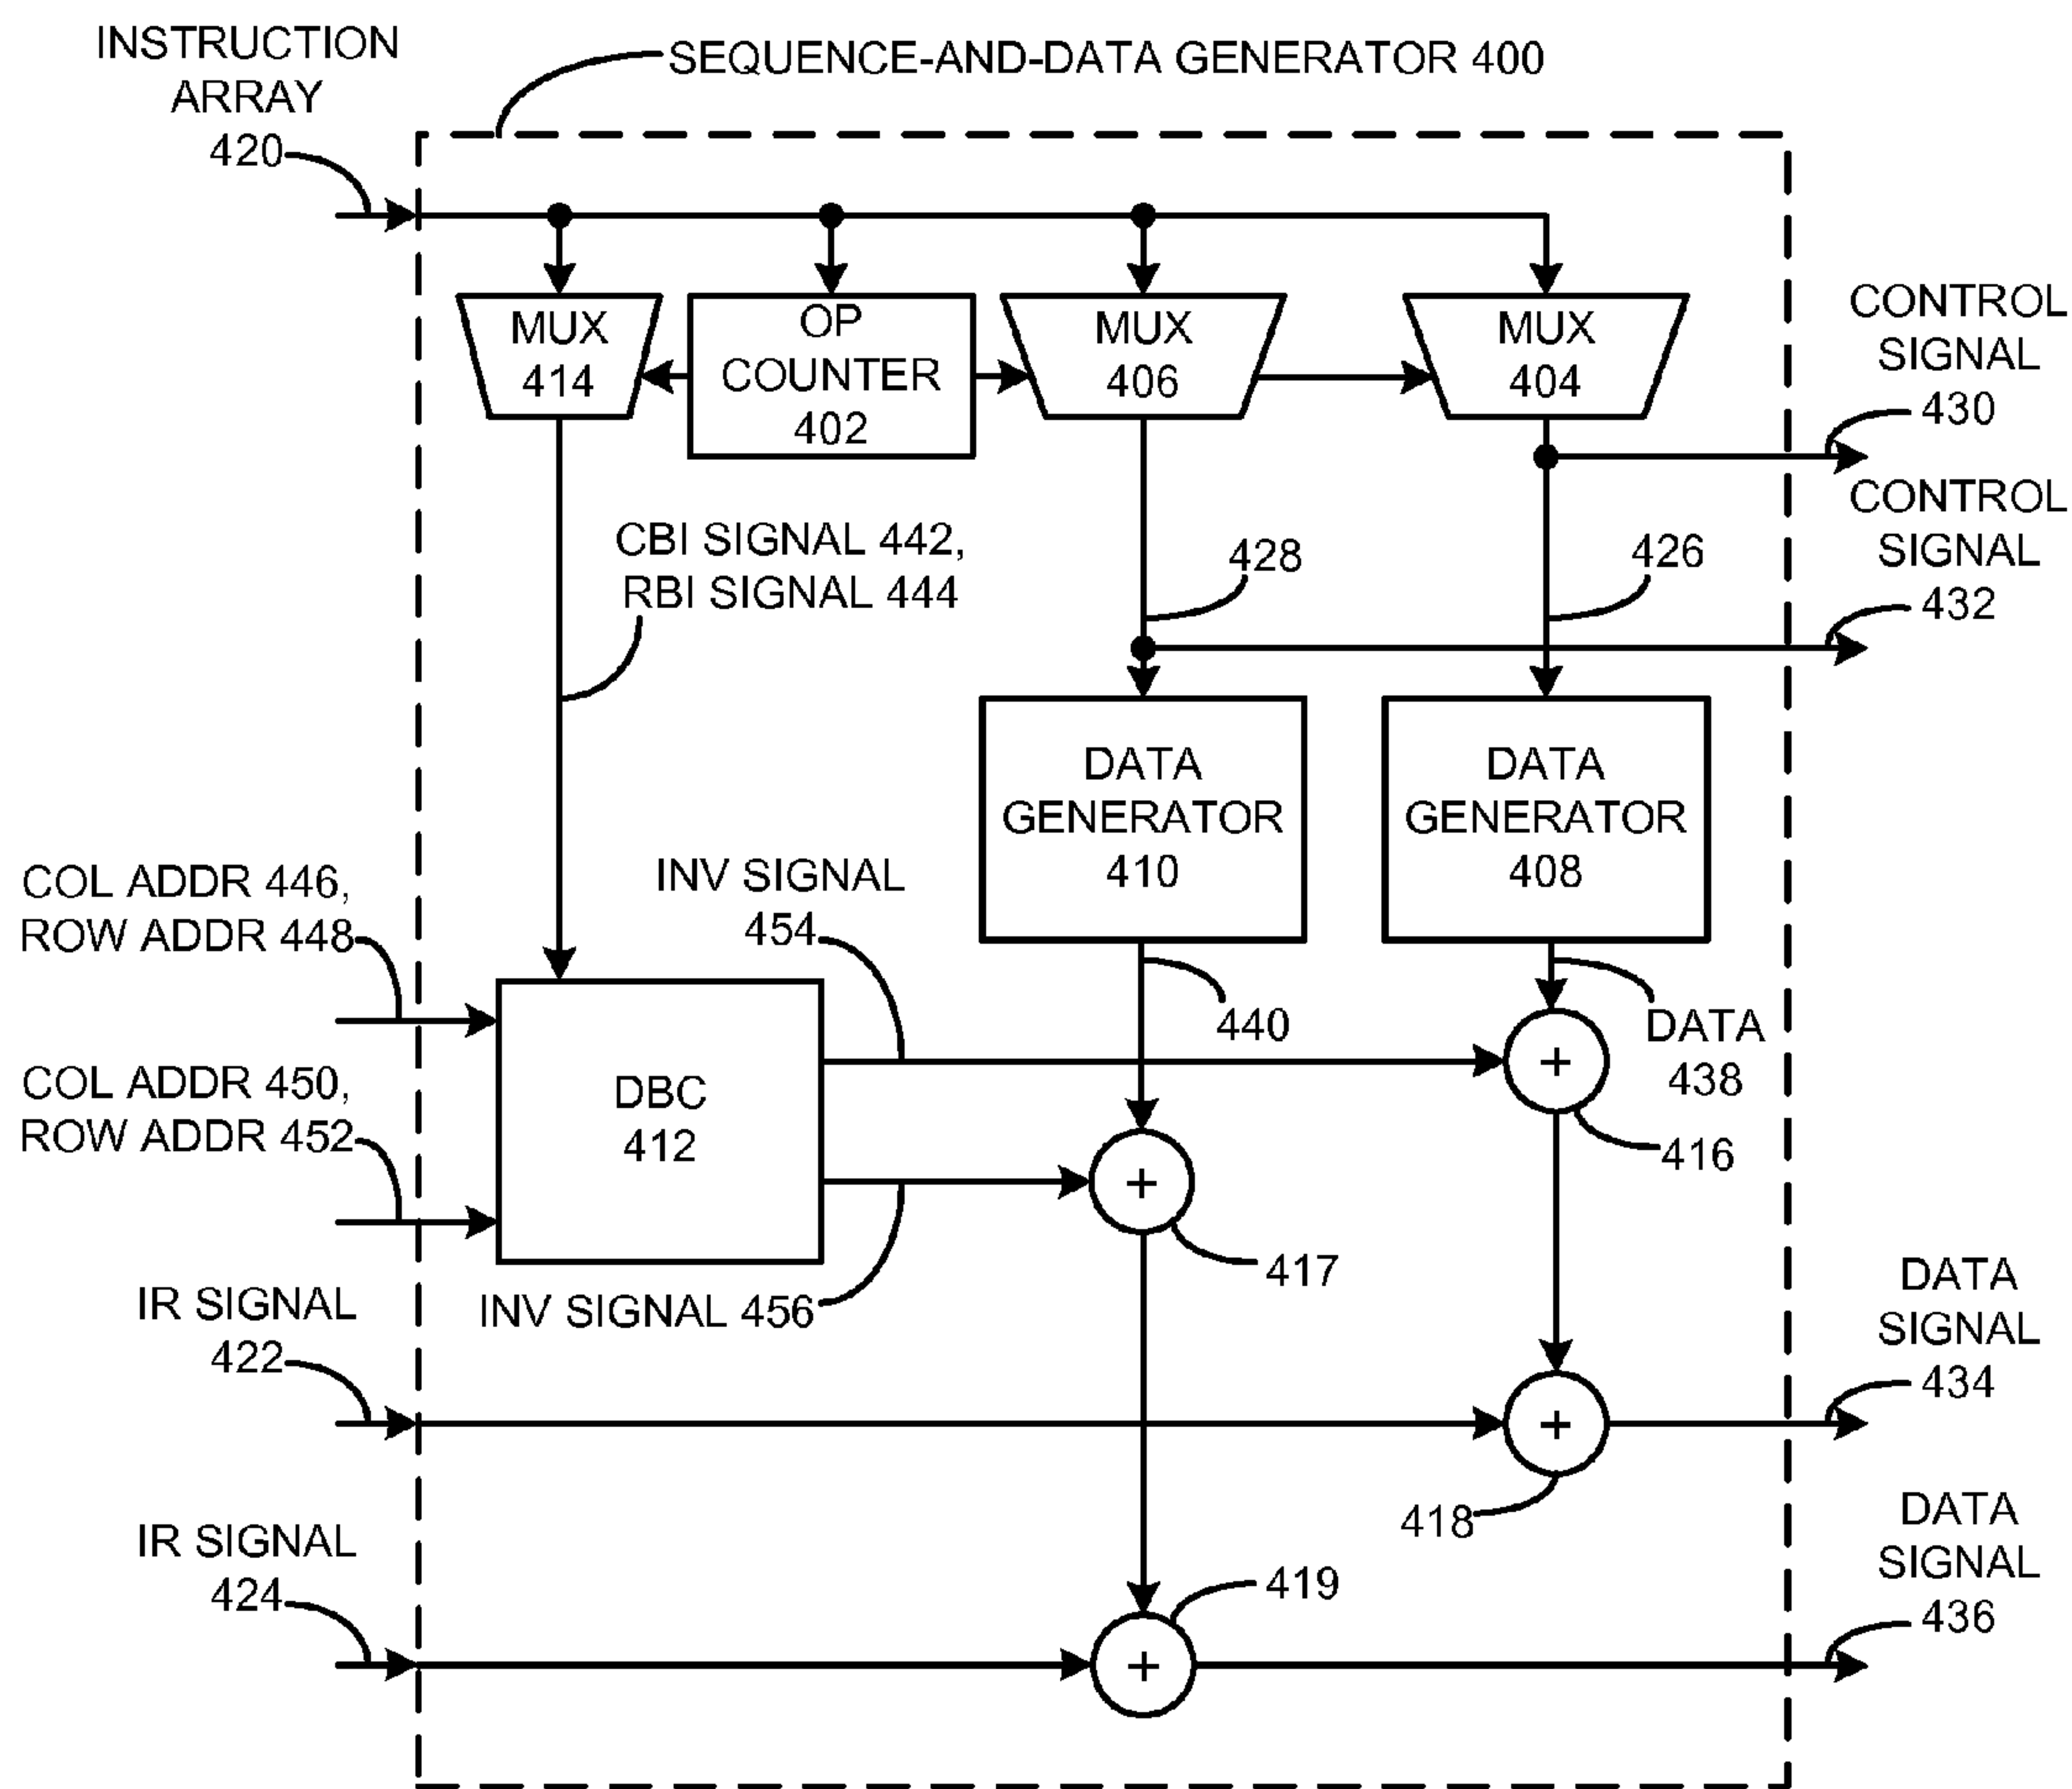 INSTRUCTION
ARRAY
420
SEQUENCE-AND-DATA GENERATOR 400
MUX
414
OP
COUNTER
402
MUX
406
MUX
404
CONTROL
SIGNAL
430
CONTROL
SIGNAL
432
CBI SIGNAL 442,
RBI SIGNAL 444
428
426
DATA
GENERATOR
410
DATA
GENERATOR
408
COL ADDR 446,
ROW ADDR 448
INV SIGNAL
454
440
DATA
438
COL ADDR 450,
ROW ADDR 452
DBC
412
+
416
+
417
INV SIGNAL 456
IR SIGNAL
422
DATA
SIGNAL
434
+
418
IR SIGNAL
424
419
+
DATA
SIGNAL
436